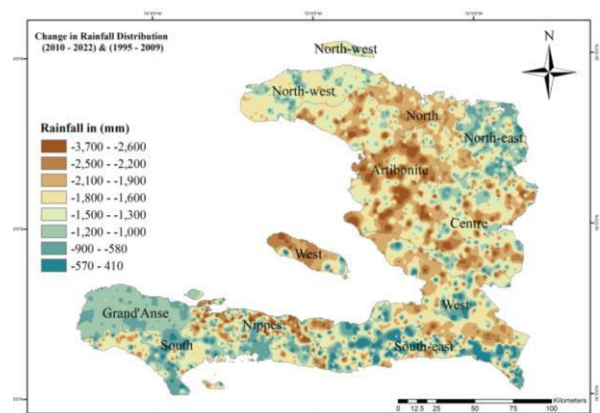 Change in Rainfall Distribution
(2010 - 2022) & (1995 - 2009)
N
North-west
North-west
North
North-east
Rainfall in (mm)
-3,700 - -2,600
-2,500 - -2,200
-2,100 - -1,900
-1,800 - -1,600
-1,500 - -1,300
-1,200 - -1,000
-900 - -580
-570 - 410
Artibonite
Centre
West
West
Grand'Anse
Nippes
South
South-east
Kilometers
0 12.5 25 50 75 100